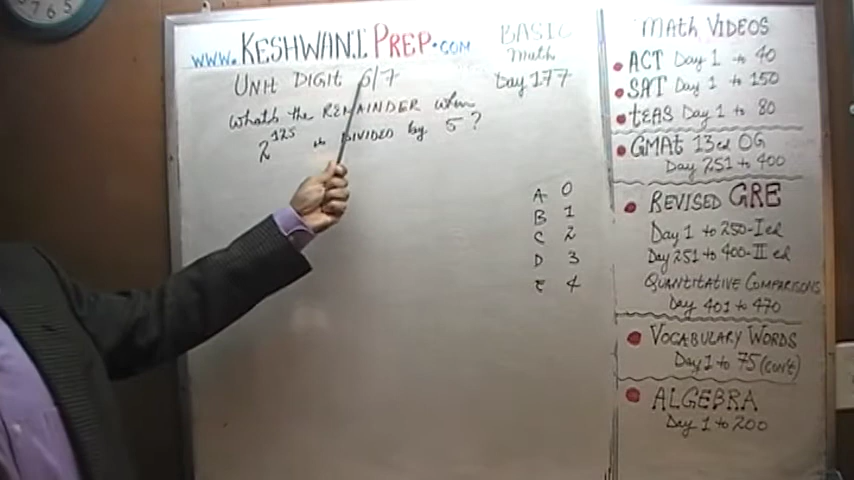 www.KESHWANIPREP.com
UNIT DIGIT 6/7
What's the REMAINDER when
2^125 is DIVIDED by 5?
A 0
B 1
C 2
D 3
E 4
BASIC
Math
Day 177
MATH VIDEOS
ACT Day 1 to 40
SAT Day 1 to 150
tEAS Day 1 to 80
GMAt 13ed OG
Day 251 to 400
REVISED GRE
Day 1 to 250-I ed
Day 251 to 400-II ed
QUANTITATIVE COMPARISONS
Day 401 to 470
VOCABULARY WORDS
Day 1 to 75 (con't)
ALGEBRA
Day 1 to 200
7 6 5